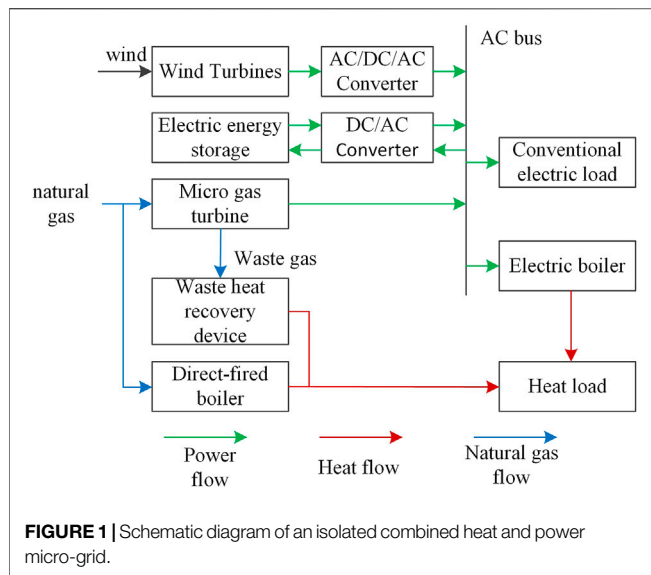 wind
Wind Turbines
AC/DC/AC
Converter
AC bus
Electric energy
storage
DC/AC
Converter
Conventional
electric load
natural
gas
Micro gas
turbine
Waste gas
Electric boiler
Waste heat
recovery
device
Direct-fired
boiler
Heat load
Power
flow
Heat flow
Natural gas
flow
FIGURE 1 | Schematic diagram of an isolated combined heat and power
micro-grid.